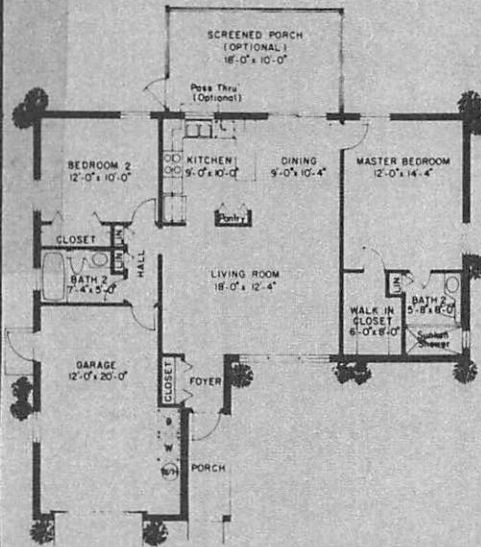 SCREENED PORCH
(OPTIONAL)
18'-0" x 10'-0"
Pass Thru
(Optional)
BEDROOM 2
12'-0" x 10'-0"
KITCHEN
9'-0" x 10'-0"
DINING
9'-0" x 10'-4"
MASTER BEDROOM
12'-0" x 14'-4"
Pantry
CLOSET
LIN
LIN
HALL
BATH 2
7'-4" x 5'-0"
LIVING ROOM
18'-0" x 12'-4"
LIN
WALK IN
CLOSET
6'-0" x 8'-0"
BATH 2
5'-8" x 8'-0"
Sunken
Shower
GARAGE
12'-0" x 20'-0"
CLOSET
FOYER
D
W
W/H
PORCH